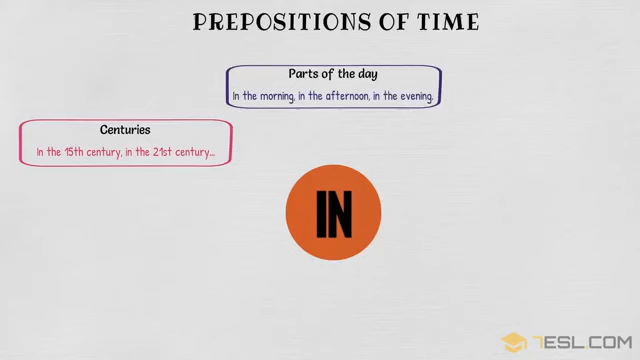 PREPOSITIONS OF TIME
Parts of the day
In the morning, in the afternoon, in the evening.
Centuries
In the 15th century, in the 21st century...
IN
7ESL.COM